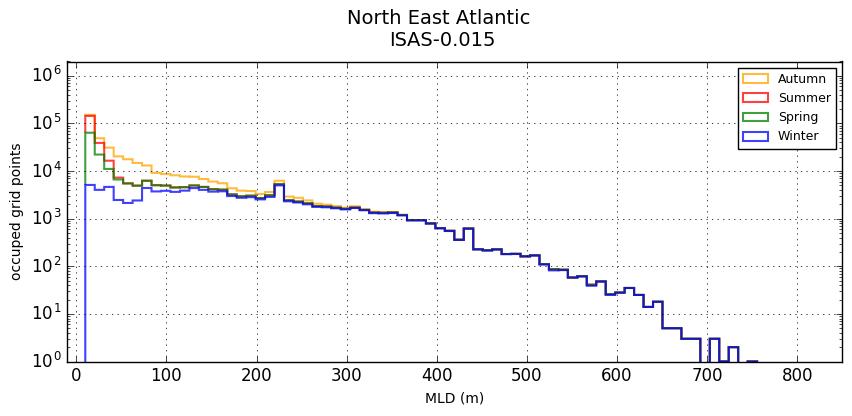 North East Atlantic
ISAS-0.015
occuped grid points
10^6
10^5
10^4
10^3
10^2
10^1
10^0
Autumn
Summer
Spring
Winter
0 100 200 300 400 500 600 700 800
MLD (m)